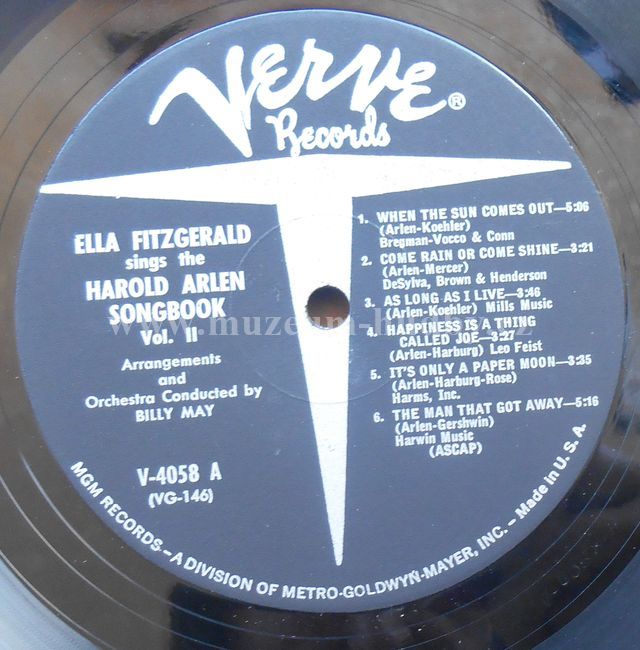 VERVE®
Records
ELLA FITZGERALD
sings the
HAROLD ARLEN
SONGBOOK
Vol. II
Arrangements
and
Orchestra Conducted by
BILLY MAY
V-4058 A
(VG-146)
1. WHEN THE SUN COMES OUT—5:06
(Arlen-Koehler)
Bregman-Vocco & Conn
2. COME RAIN OR COME SHINE—3:21
(Arlen-Mercer)
DeSylva, Brown & Henderson
3. AS LONG AS I LIVE—3:46
(Arlen-Koehler) Mills Music
4. HAPPINESS IS A THING
CALLED JOE—3:27
(Arlen-Harburg) Leo Feist
5. IT'S ONLY A PAPER MOON—3:35
(Arlen-Harburg-Rose)
Harms, Inc.
6. THE MAN THAT GOT AWAY—5:16
(Arlen-Gershwin)
Harwin Music
(ASCAP)
MGM RECORDS—A DIVISION OF METRO-GOLDWYN-MAYER, INC. – Made in U.S.A.